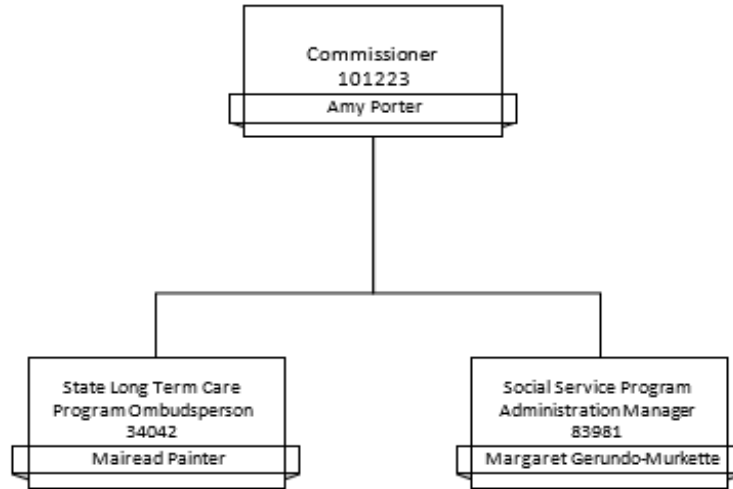 Commissioner
101223
Amy Porter
State Long Term Care
Program Ombudsperson
34042
Mairead Painter
Social Service Program
Administration Manager
83981
Margaret Gerundo-Murkette